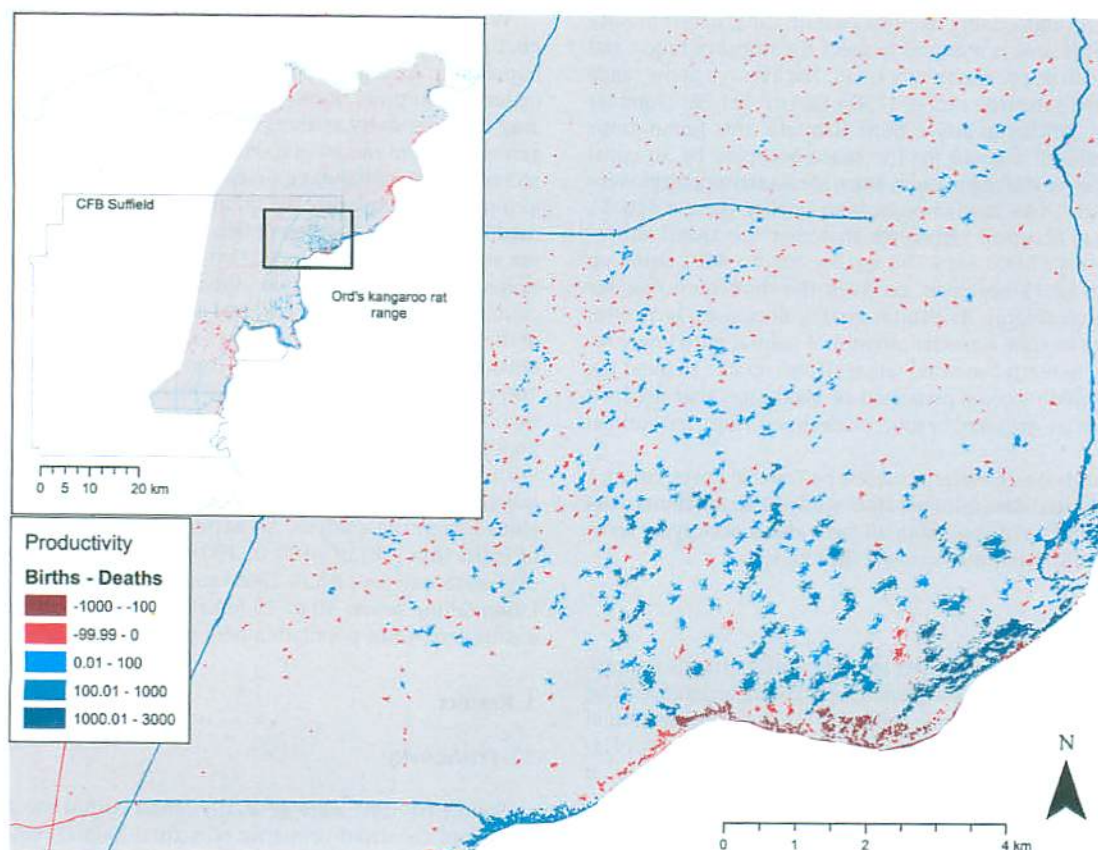 CFB Suffield
Ord's kangaroo rat
range
0 5 10 20 km
Productivity
Births - Deaths
-1000 - -100
-99.99 - 0
0.01 - 100
100.01 - 1000
1000.01 - 3000
N
0 1 2 4 km